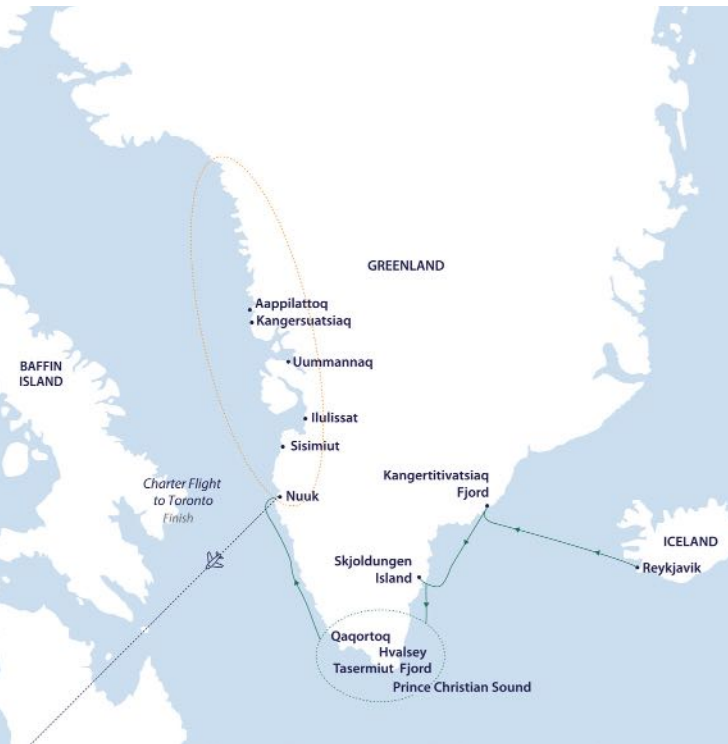 GREENLAND
Aappilattoq
Kangersuatsiaq
BAFFIN
ISLAND
Uummannaq
Ilulissat
Sisimiut
Charter Flight
to Toronto
Finish
Nuuk
Kangertitivatsiaq
Fjord
ICELAND
Reykjavik
Skjoldungen
Island
Qaqortoq
Hvalsey
Tasermiut Fjord
Prince Christian Sound